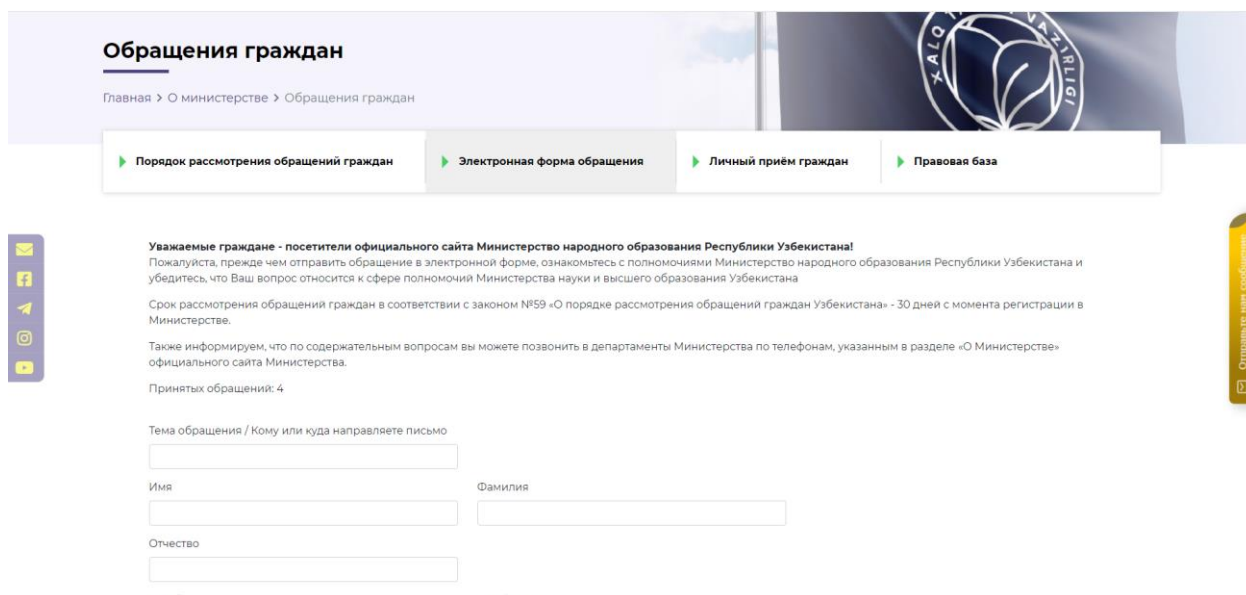 Обращения граждан
XALQ VAZIRLIGI
Главная > О министерстве > Обращения граждан
Порядок рассмотрения обращений граждан
Электронная форма обращения
Личный приём граждан
Правовая база
Уважаемые граждане - посетители официального сайта Министерство народного образования Республики Узбекистана!
Пожалуйста, прежде чем отправить обращение в электронной форме, ознакомьтесь с полномочиями Министерство народного образования Республики Узбекистана и
убедитесь, что Ваш вопрос относится к сфере полномочий Министерства науки и высшего образования Узбекистана
Срок рассмотрения обращений граждан в соответствии с законом №59 «О порядке рассмотрения обращений граждан Узбекистана» - 30 дней с момента регистрации в
Министерстве.
Также информируем, что по содержательным вопросам вы можете позвонить в департаменты Министерства по телефонам, указанным в разделе «О Министерстве»
официального сайта Министерства.
Принятых обращений: 4
Тема обращения / Кому или куда направляете письмо
Имя
Фамилия
Отчество
Отправьте нам сообщение